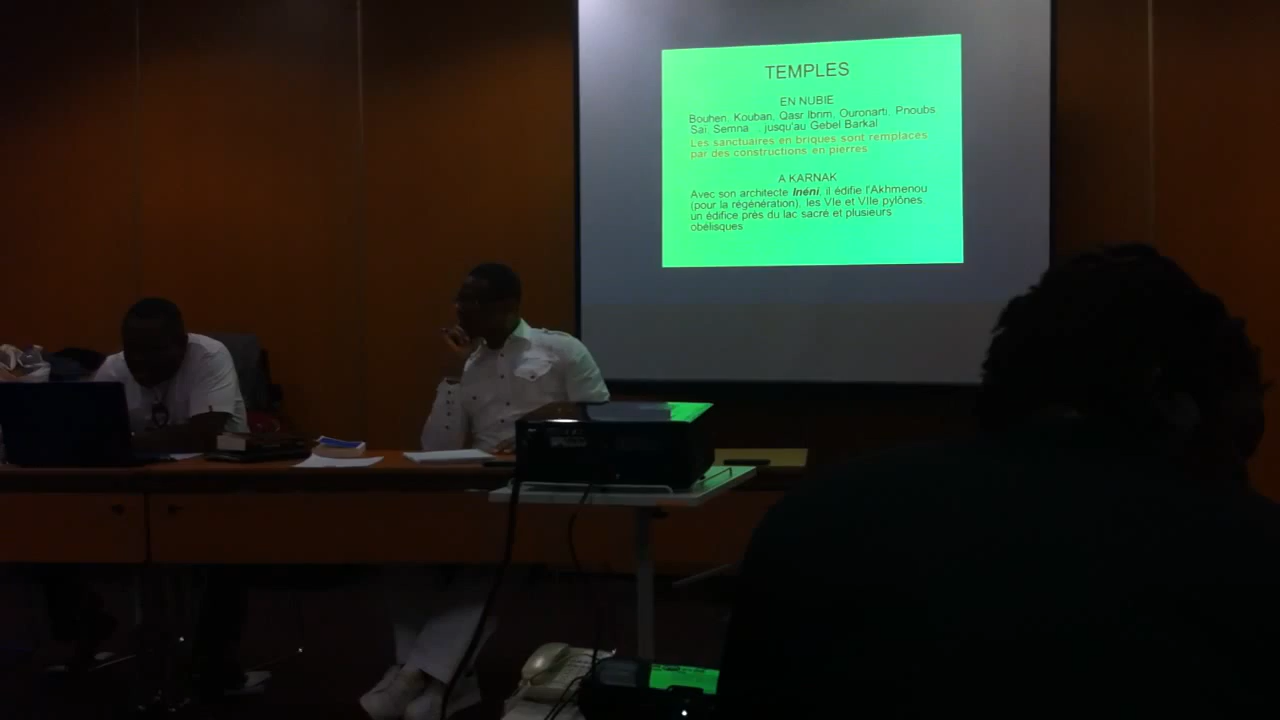 TEMPLES
EN NUBIE
Bouhen, Kouban, Qasr Ibrim, Ouronarti, Pnoubs
Saï, Semna... jusqu'au Gebel Barkal
Les sanctuaires en briques sont remplacés
par des constructions en pierres
A KARNAK
Avec son architecte Inéni, il édifie l'Akhmenou
(pour la régénération), les VIe et VIIe pylônes,
un édifice près du lac sacré et plusieurs
obélisques